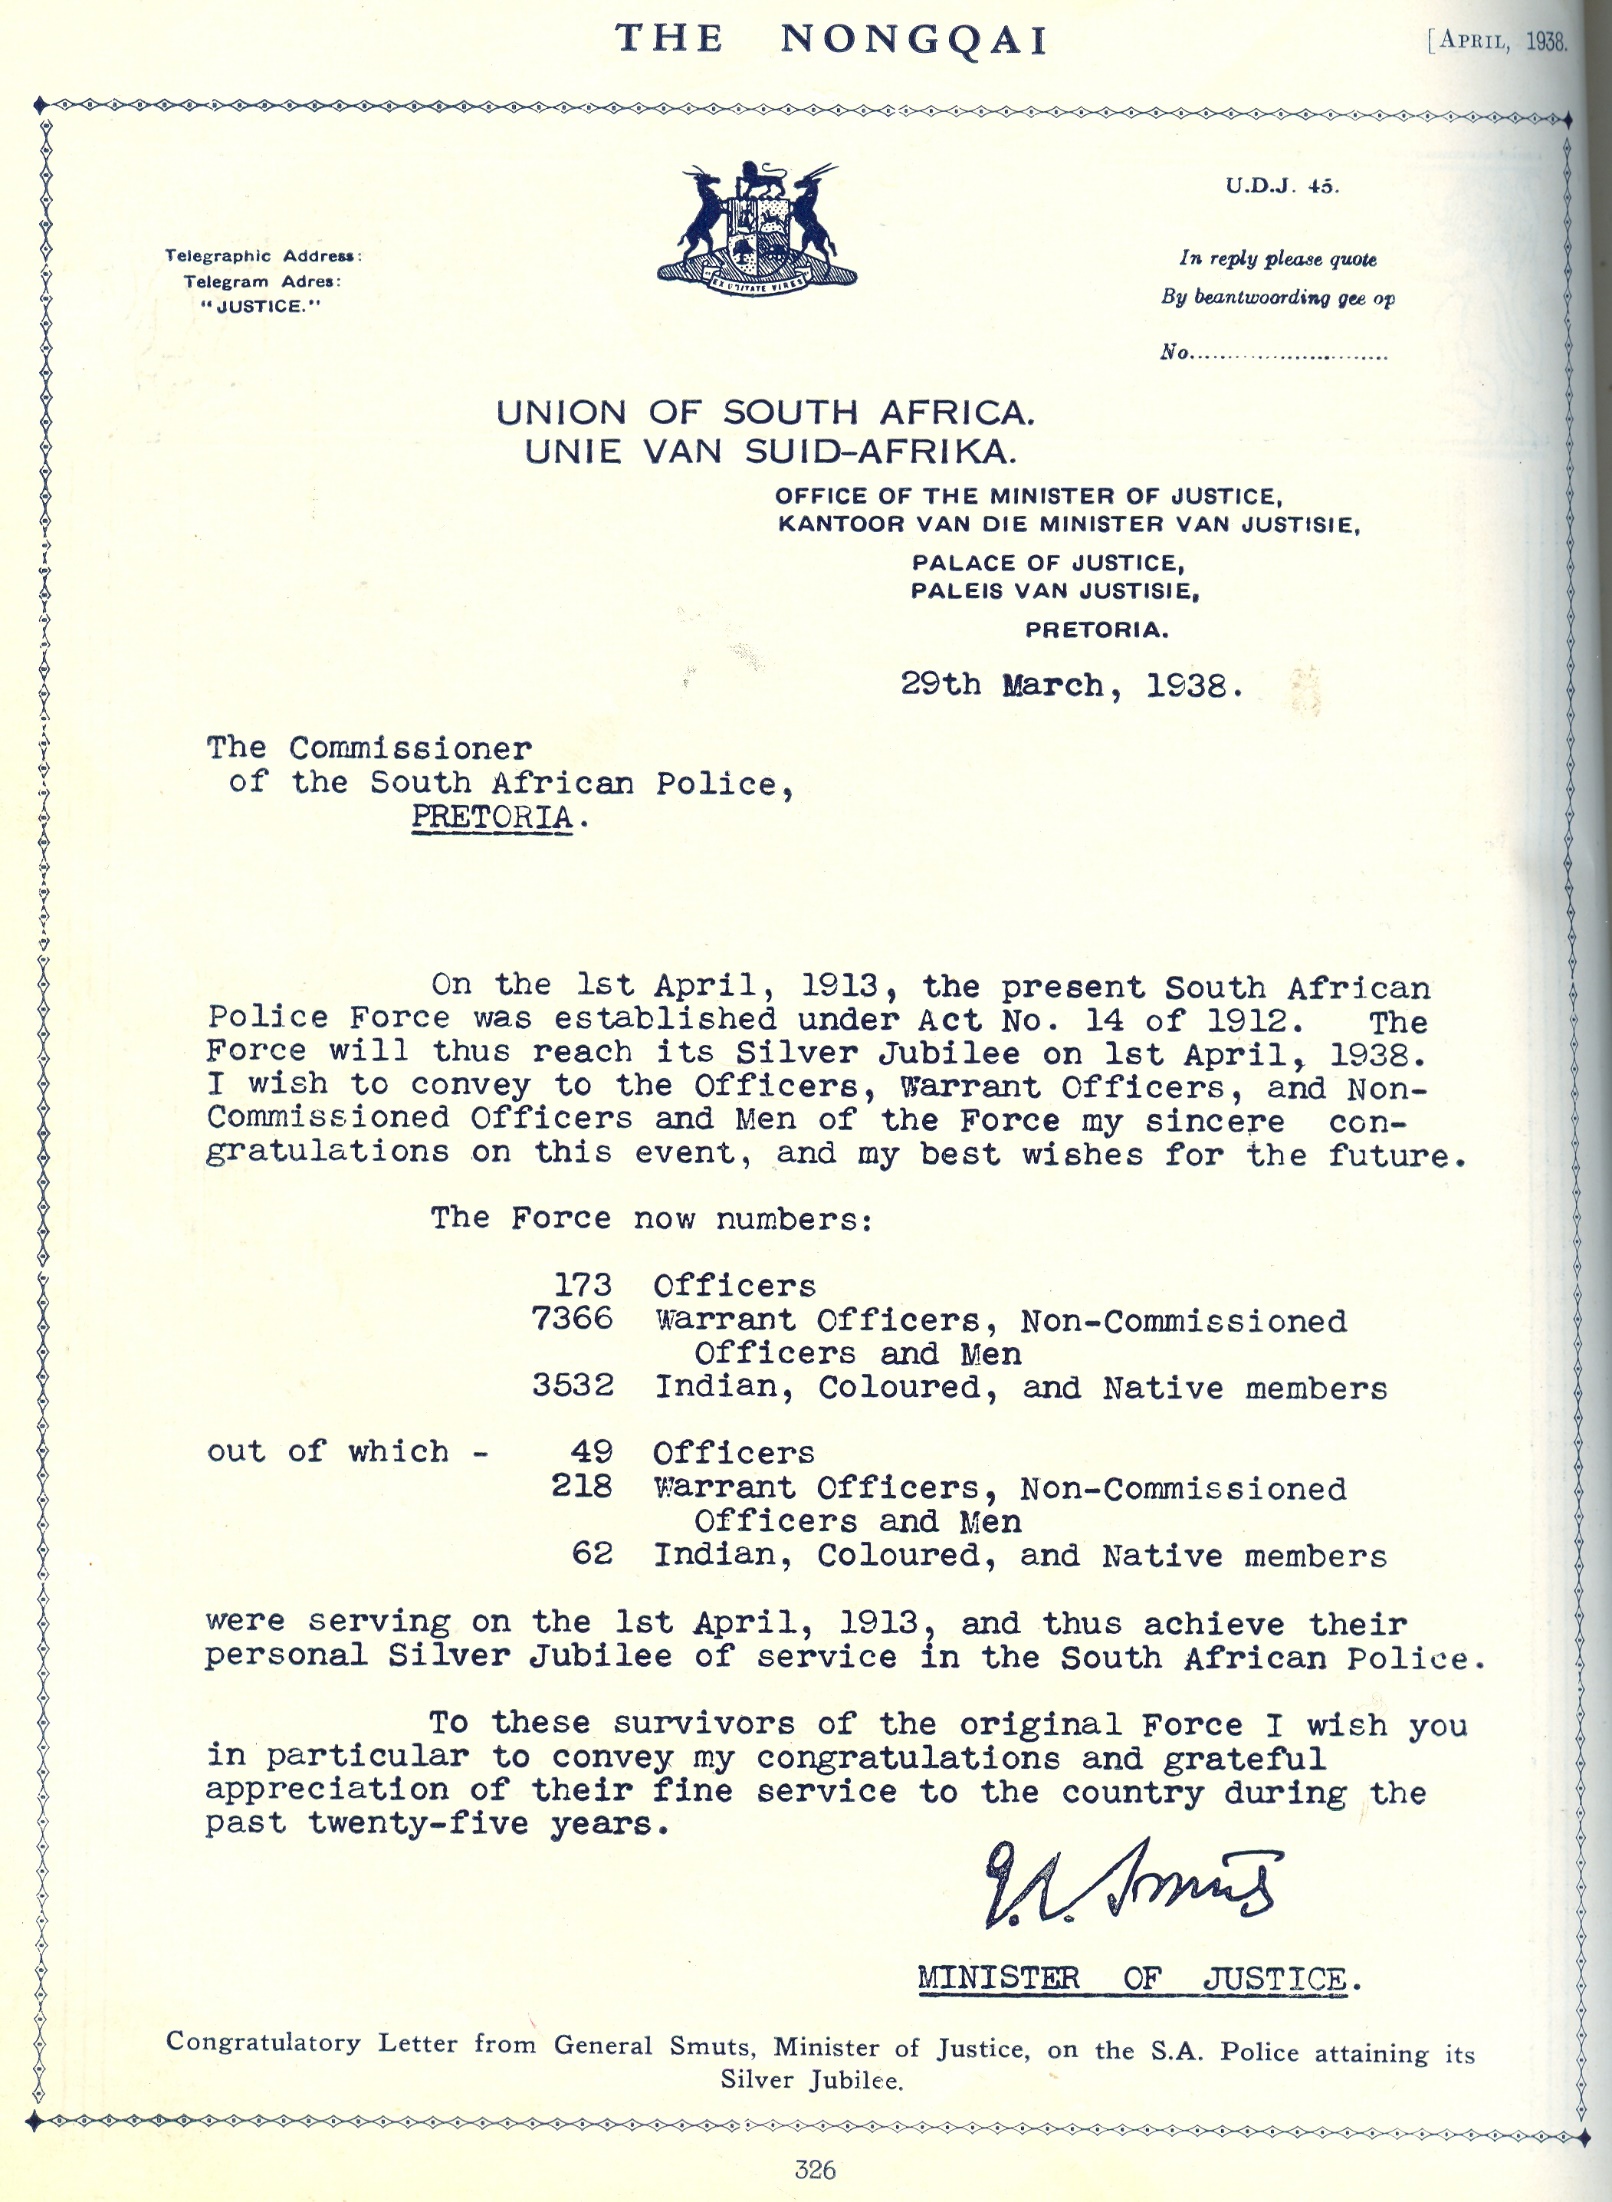 THE NONGQAI
[APRIL, 1938.
U.D.J. 45.
Telegraphic Address:
Telegram Adres:
"JUSTICE."
EX UNITATE VIRES
In reply please quote
By beantwoording gee op
No............................
UNION OF SOUTH AFRICA.
UNIE VAN SUID-AFRIKA.
OFFICE OF THE MINISTER OF JUSTICE,
KANTOOR VAN DIE MINISTER VAN JUSTISIE,
PALACE OF JUSTICE,
PALEIS VAN JUSTISIE,
PRETORIA.
29th March, 1938.
The Commissioner
of the South African Police,
PRETORIA.
On the 1st April, 1913, the present South African
Police Force was established under Act No. 14 of 1912. The
Force will thus reach its Silver Jubilee on 1st April, 1938.
I wish to convey to the Officers, Warrant Officers, and Non-
Commissioned Officers and Men of the Force my sincere con-
gratulations on this event, and my best wishes for the future.
The Force now numbers:
173 Officers
7366 Warrant Officers, Non-Commissioned
Officers and Men
3532 Indian, Coloured, and Native members
out of which - 49 Officers
218 Warrant Officers, Non-Commissioned
Officers and Men
62 Indian, Coloured, and Native members
were serving on the 1st April, 1913, and thus achieve their
personal Silver Jubilee of service in the South African Police.
To these survivors of the original Force I wish you
in particular to convey my congratulations and grateful
appreciation of their fine service to the country during the
past twenty-five years.
J.C. Smuts
MINISTER OF JUSTICE.
Congratulatory Letter from General Smuts, Minister of Justice, on the S.A. Police attaining its
Silver Jubilee.
326